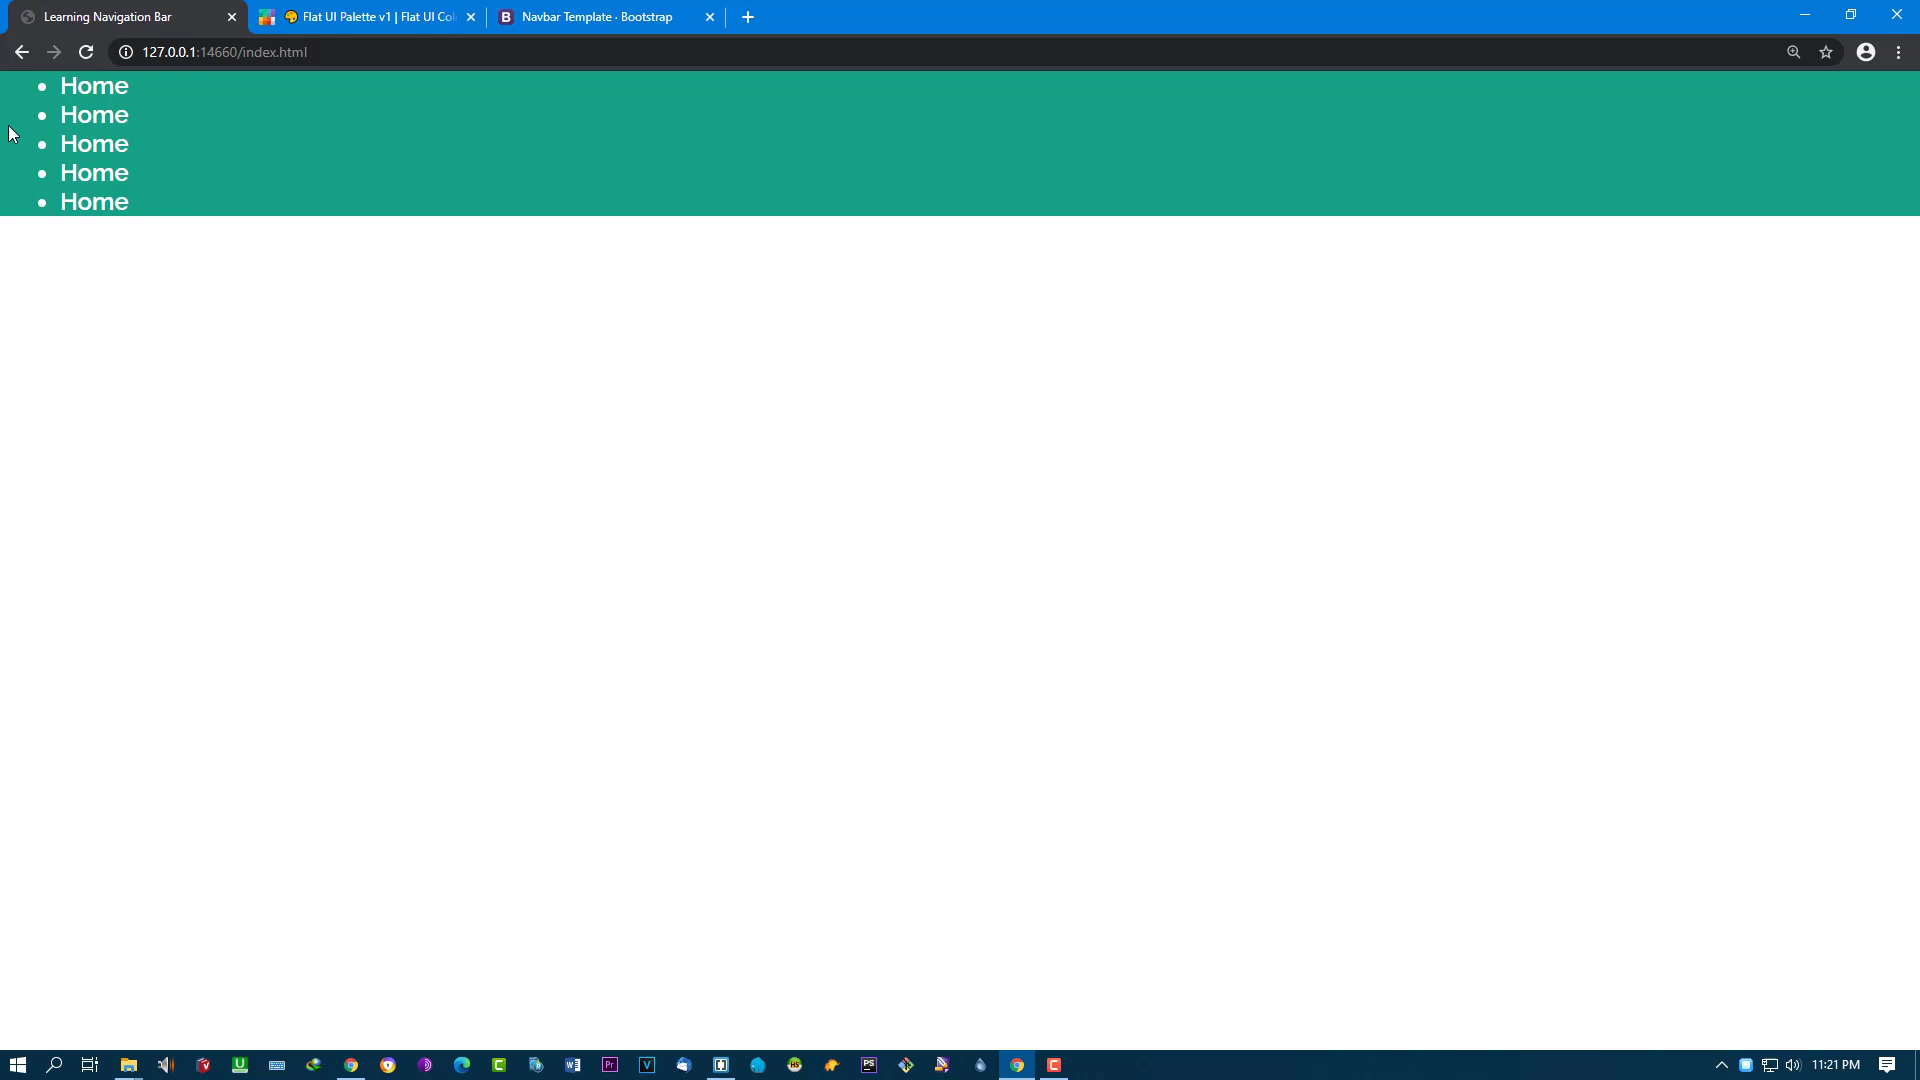 Learning Navigation Bar
Flat UI Palette v1 | Flat UI Col
B
Navbar Template · Bootstrap
127.0.0.1:14660/index.html
Home
Home
Home
Home
Home
11:21 PM